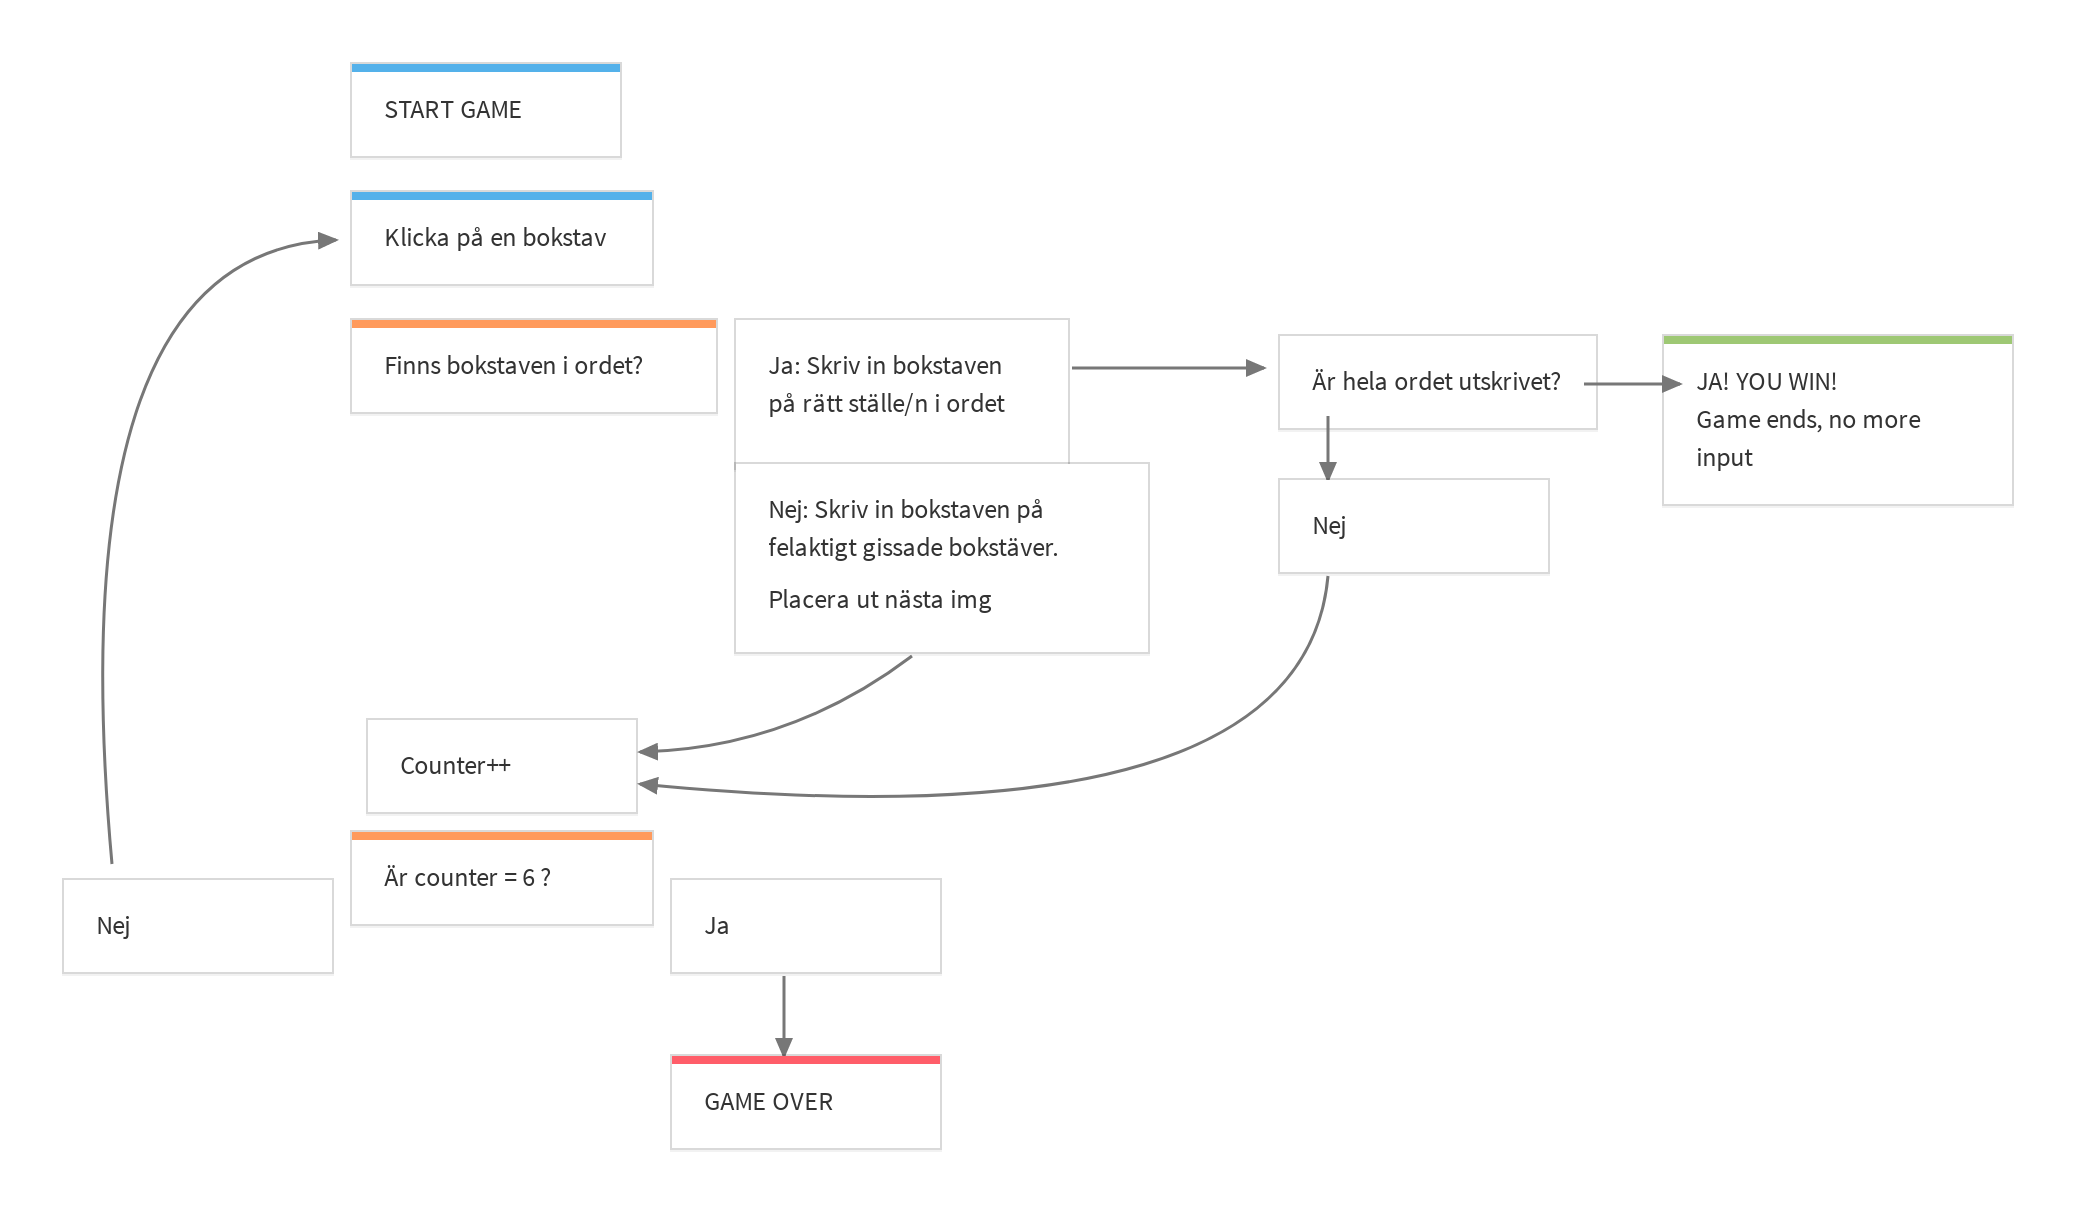 START GAME
Klicka på en bokstav
Finns bokstaven i ordet?
Ja: Skriv in bokstaven
på rätt ställe/n i ordet
Är hela ordet utskrivet?
JA! YOU WIN!
Game ends, no more
input
Nej: Skriv in bokstaven på
felaktigt gissade bokstäver.
Placera ut nästa img
Nej
Counter++
Är counter = 6 ?
Nej
Ja
GAME OVER